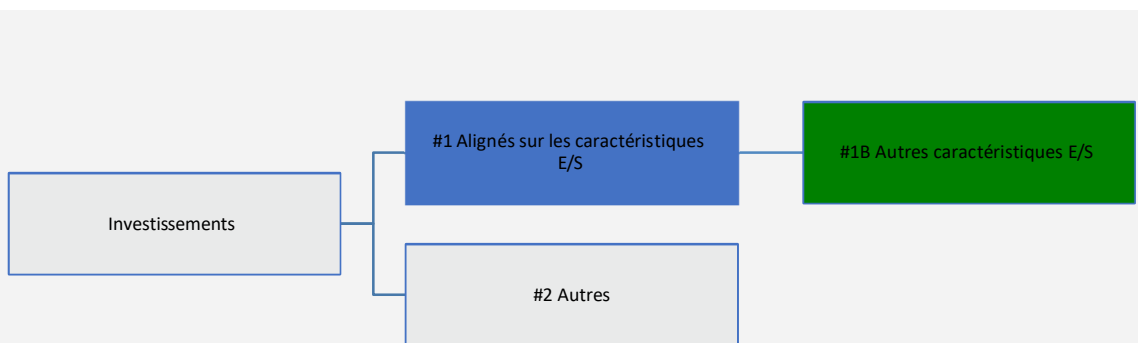 #1 Alignés sur les caractéristiques
E/S
#1B Autres caractéristiques E/S
Investissements
#2 Autres